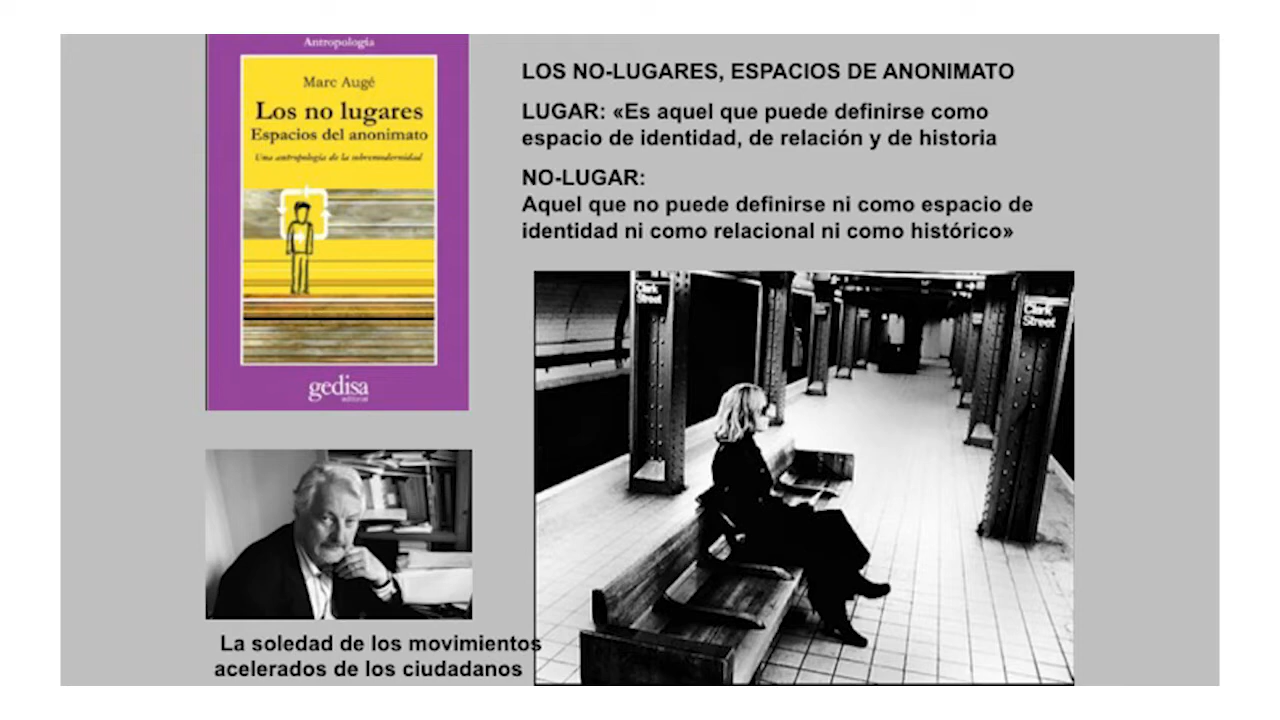 Antropología
Marc Augé
Los no lugares
Espacios del anonimato
Una antropología de la sobremodernidad
gedisa
editorial
LOS NO-LUGARES, ESPACIOS DE ANONIMATO
LUGAR: «Es aquel que puede definirse como
espacio de identidad, de relación y de historia
NO-LUGAR:
Aquel que no puede definirse ni como espacio de
identidad ni como relacional ni como histórico»
Clark
Street
Clark
Street
La soledad de los movimientos
acelerados de los ciudadanos